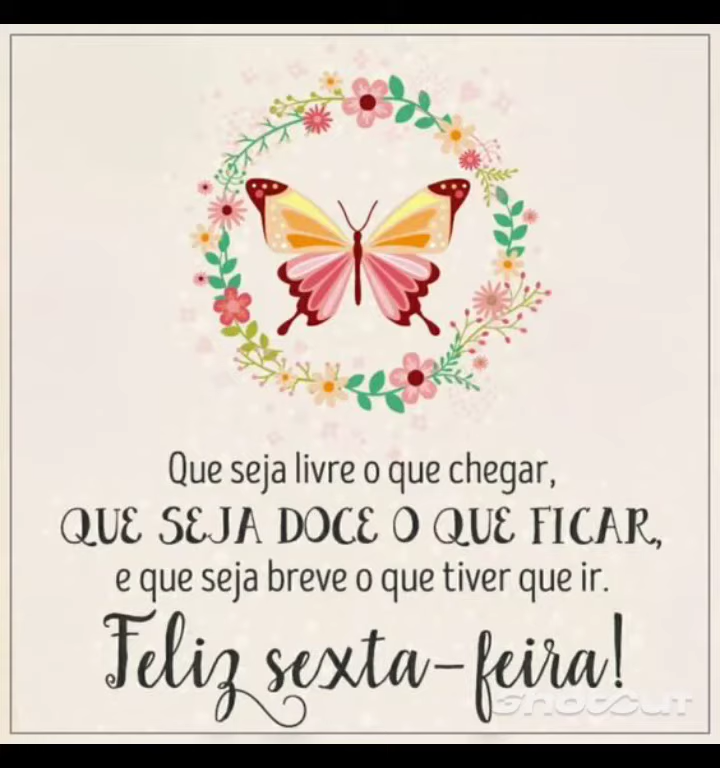 Que seja livre o que chegar,
QUE SEJA DOCE O QUE FICAR,
e que seja breve o que tiver que ir.
Feliz sexta-feira!
ShotCut